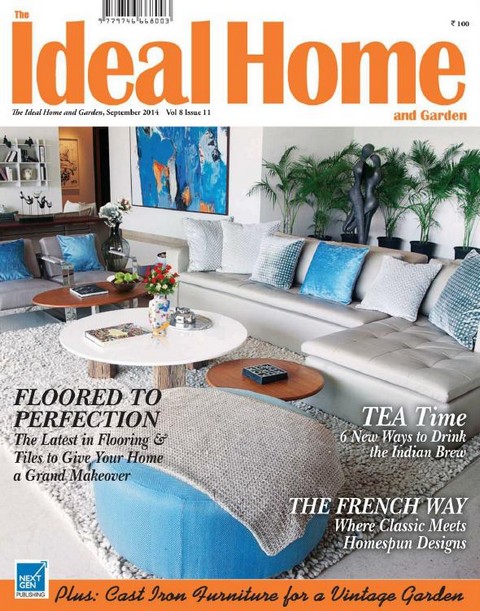 The
9 779746 668003
₹ 100
Ideal Home
and Garden
The Ideal Home and Garden, September 2014 Vol 8 Issue 11
FLOORED TO
PERFECTION
The Latest in Flooring &
Tiles to Give Your Home
a Grand Makeover
TEA Time
6 New Ways to Drink
the Indian Brew
THE FRENCH WAY
Where Classic Meets
Homespun Designs
NEXT
GEN
PUBLISHING
Plus: Cast Iron Furniture for a Vintage Garden